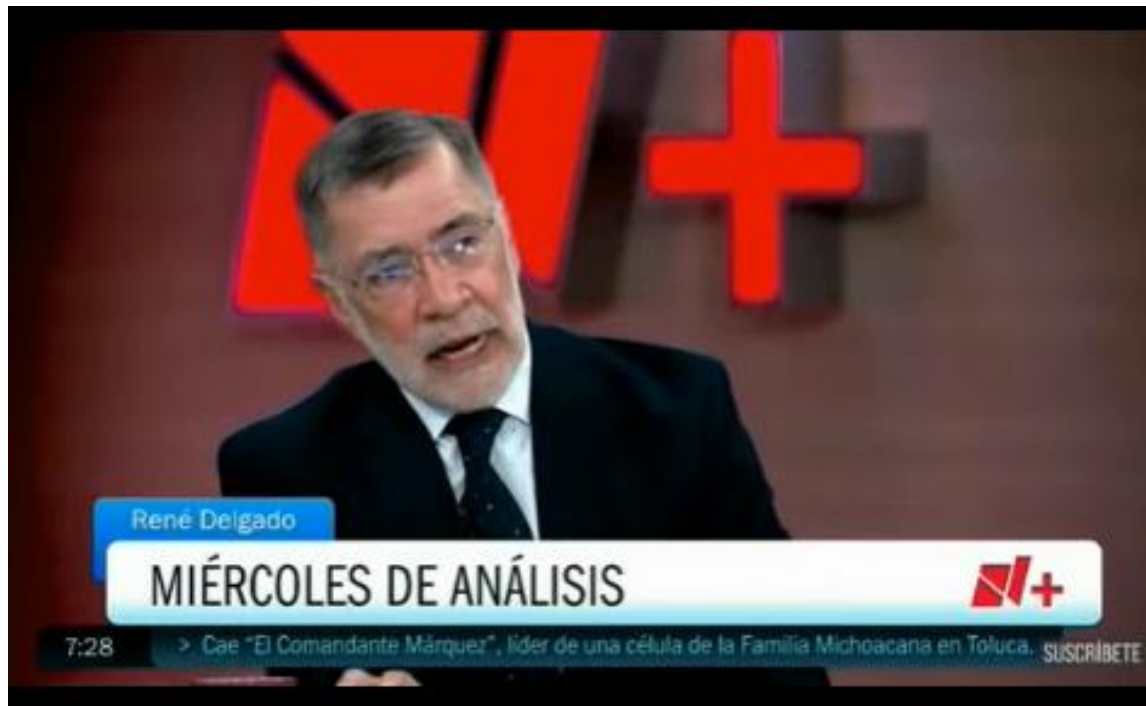 N+
René Delgado
MIÉRCOLES DE ANÁLISIS
N+
7:28
> Cae "El Comandante Márquez", líder de una célula de la Familia Michoacana en Toluca.
SUSCRÍBETE